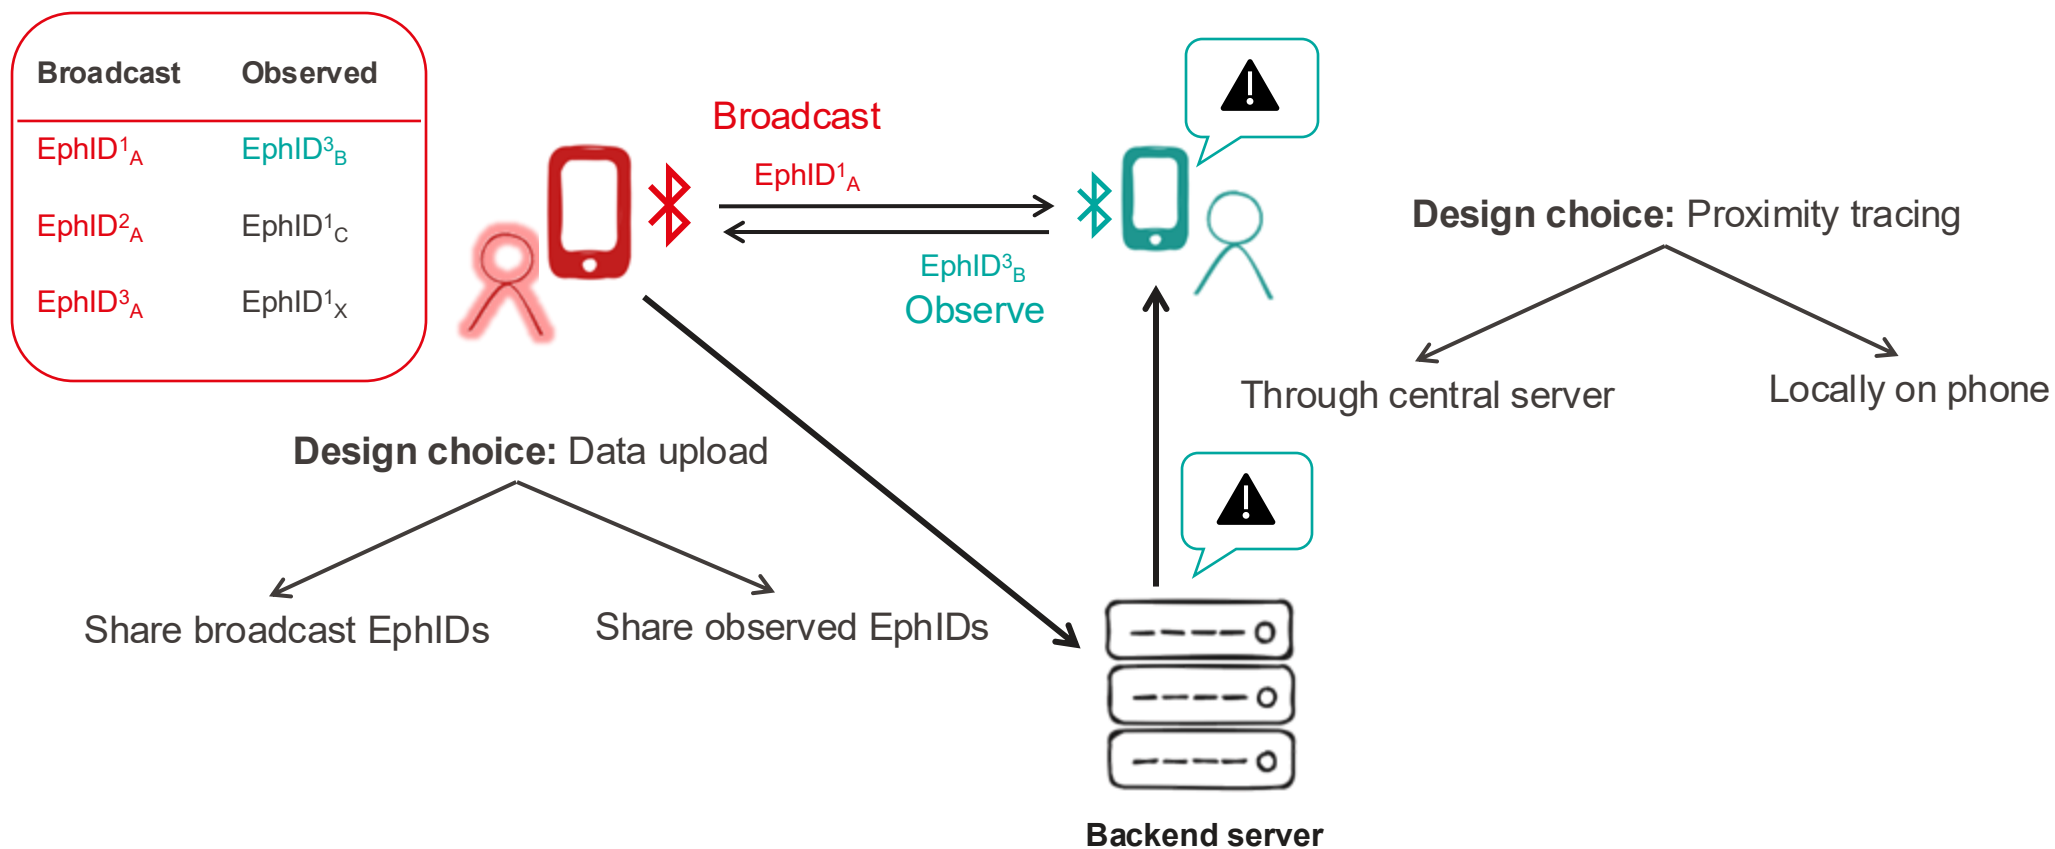 Broadcast Observed
EphID¹A EphID³B
EphID²A EphID¹C
EphID³A EphID¹X
Broadcast
EphID¹A
EphID³B
Observe
Design choice: Proximity tracing
Through central server
Locally on phone
Design choice: Data upload
Share broadcast EphIDs
Share observed EphIDs
Backend server